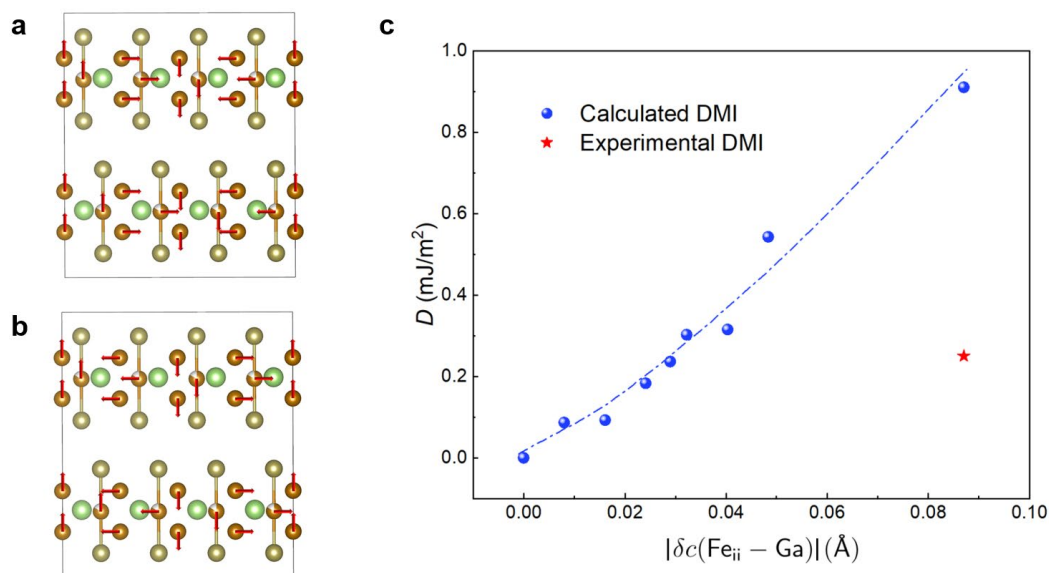 a
b
c
Calculated DMI
Experimental DMI
D (mJ/m²)
1.0
0.8
0.6
0.4
0.2
0.0
0.00 0.02 0.04 0.06 0.08 0.10
|δc(Feᵢᵢ − Ga)| (Å)